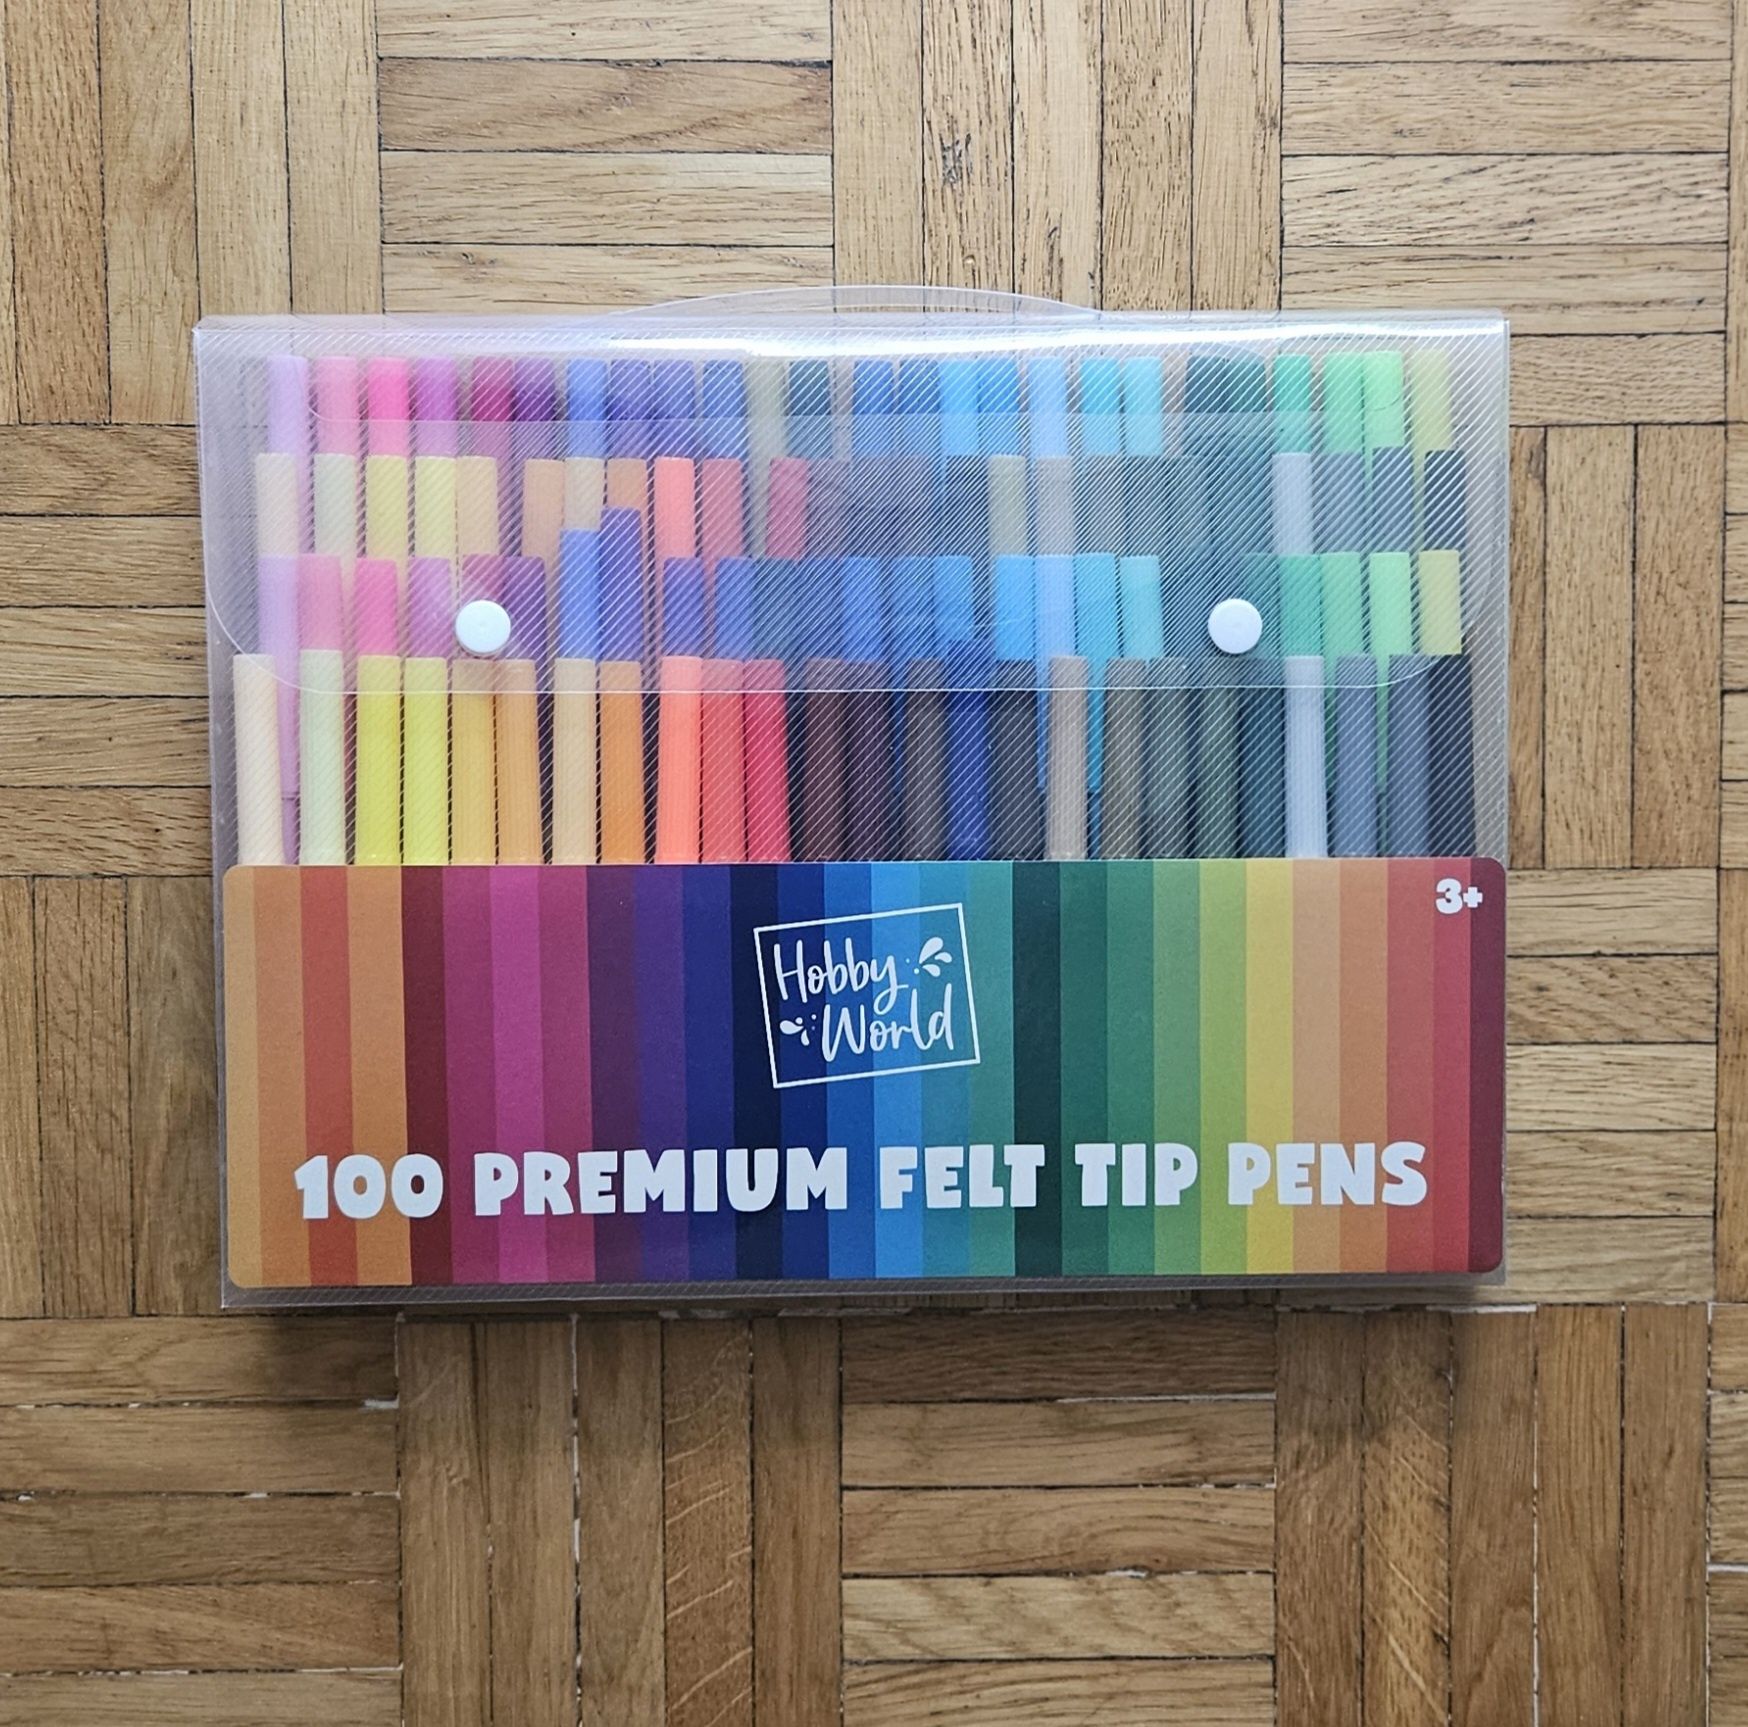 3+
Hobby
World
100 PREMIUM FELT TIP PENS